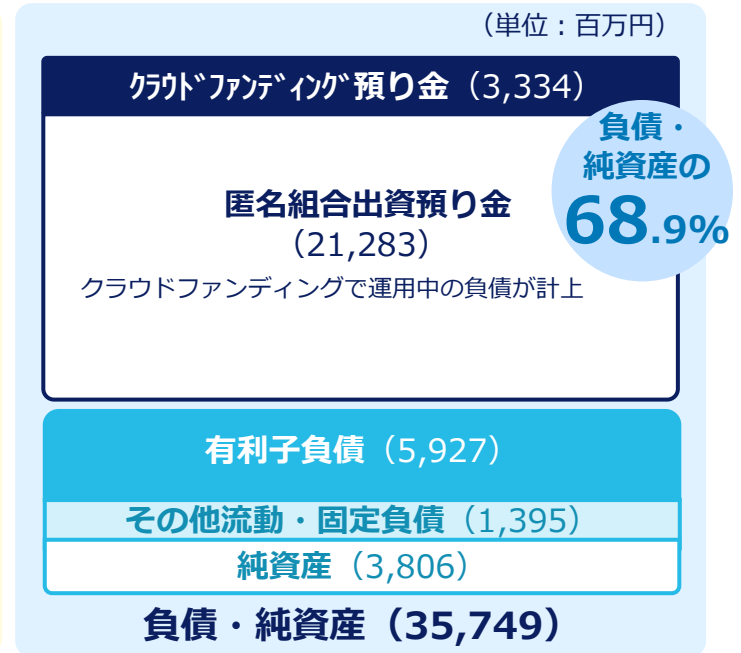 （単位：百万円）
ｸﾗｳﾄﾞﾌｧﾝﾃﾞｨﾝｸﾞ預り金（3,334）
負債・
純資産の
68.9%
匿名組合出資預り金
（21,283）
クラウドファンディングで運用中の負債が計上
有利子負債（5,927）
その他流動・固定負債（1,395）
純資産（3,806）
負債・純資産（35,749）